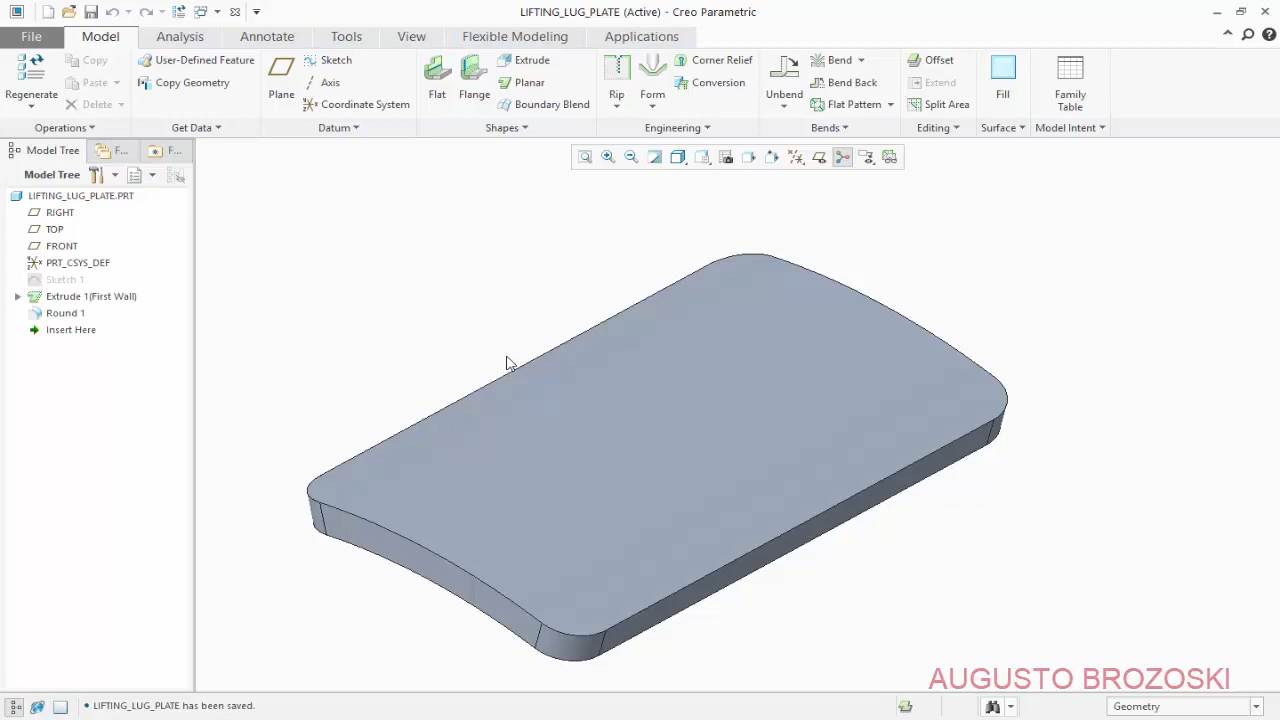 LIFTING_LUG_PLATE (Active) - Creo Parametric
File Model Analysis Annotate Tools View Flexible Modeling Applications
Regenerate
Copy
Paste
Delete
Operations
User-Defined Feature
Copy Geometry
Get Data
Plane
Sketch
Axis
Coordinate System
Datum
Flat
Flange
Extrude
Planar
Boundary Blend
Shapes
Rip
Form
Corner Relief
Conversion
Engineering
Unbend
Bend
Bend Back
Flat Pattern
Bends
Offset
Extend
Split Area
Editing
Fill
Surface
Family
Table
Model Intent
Model Tree F... F...
Model Tree
LIFTING_LUG_PLATE.PRT
RIGHT
TOP
FRONT
PRT_CSYS_DEF
Sketch 1
Extrude 1(First Wall)
Round 1
Insert Here
AUGUSTO BROZOSKI
• LIFTING_LUG_PLATE has been saved.
Geometry